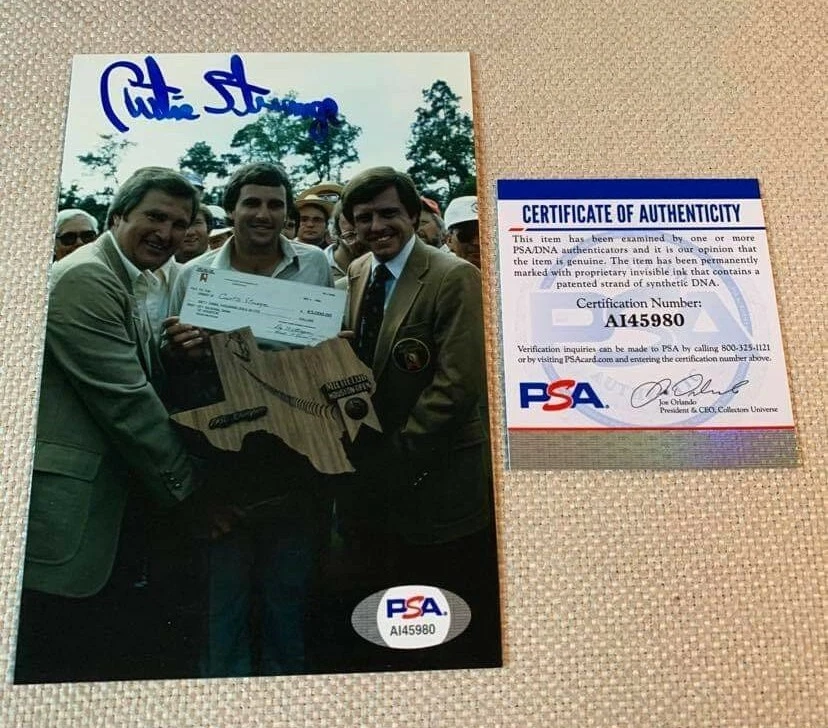 Curtis Strange
Curtis Strange
HOUSTON OPEN
PSA.
AI45980
CERTIFICATE OF AUTHENTICITY
This item has been examined by one or more
PSA/DNA authenticators and it is our opinion that
the item is genuine. The item has been permanently
marked with proprietary invisible ink that contains a
patented strand of synthetic DNA.
Certification Number:
AI45980
Verification inquiries can be made to PSA by calling 800-325-1121
or by visiting PSAcard.com and entering the certification number above.
PSA.
Joe Orlando
President & CEO, Collectors Universe